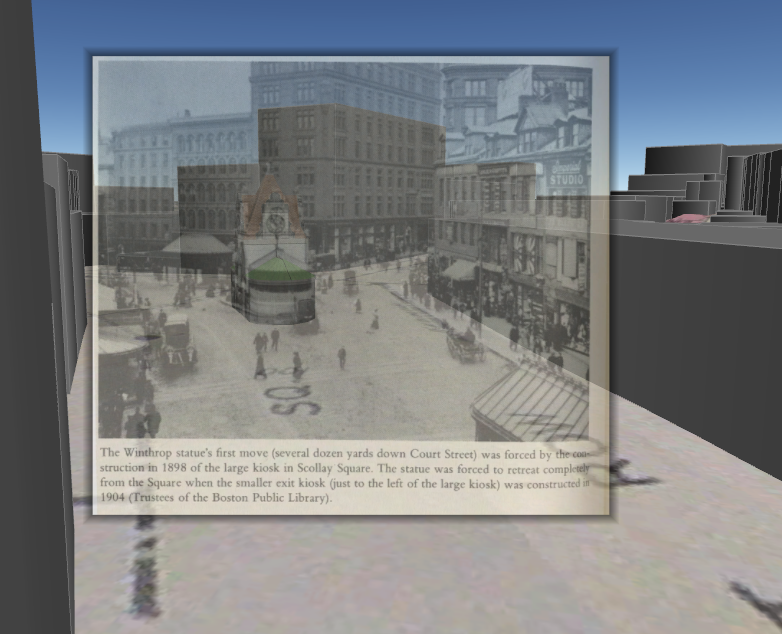 STUDIO
SQ
The Winthrop statue's first move (several dozen yards down Court Street) was forced by the con-
struction in 1898 of the large kiosk in Scollay Square. The statue was forced to retreat completely
from the Square when the smaller exit kiosk (just to the left of the large kiosk) was constructed in
1904 (Trustees of the Boston Public Library).